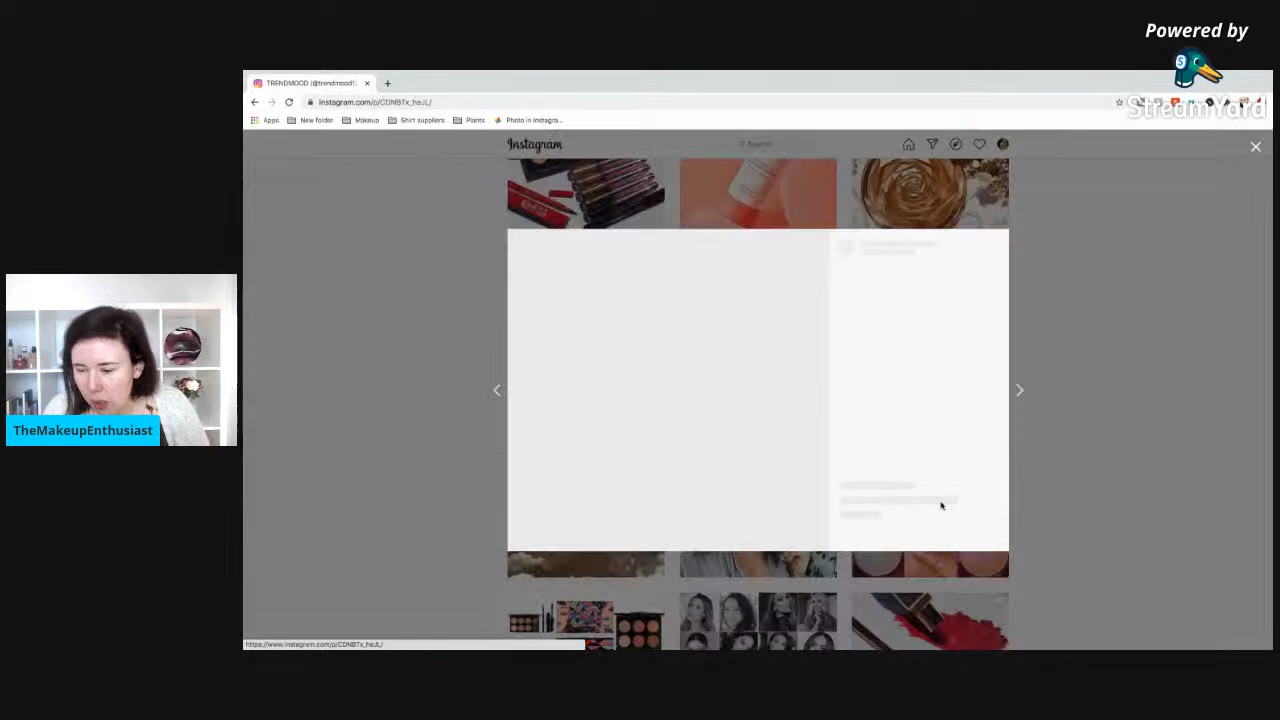 Powered by
StreamYard
TRENDMOOD (@trendmood1)
instagram.com/p/CDNBTx_heJL/
Apps
New folder
Makeup
Shirt suppliers
Plants
Photo in Instagra...
Instagram
Search
TheMakeupEnthusiast
https://www.instagram.com/p/CDNBTx_heJL/